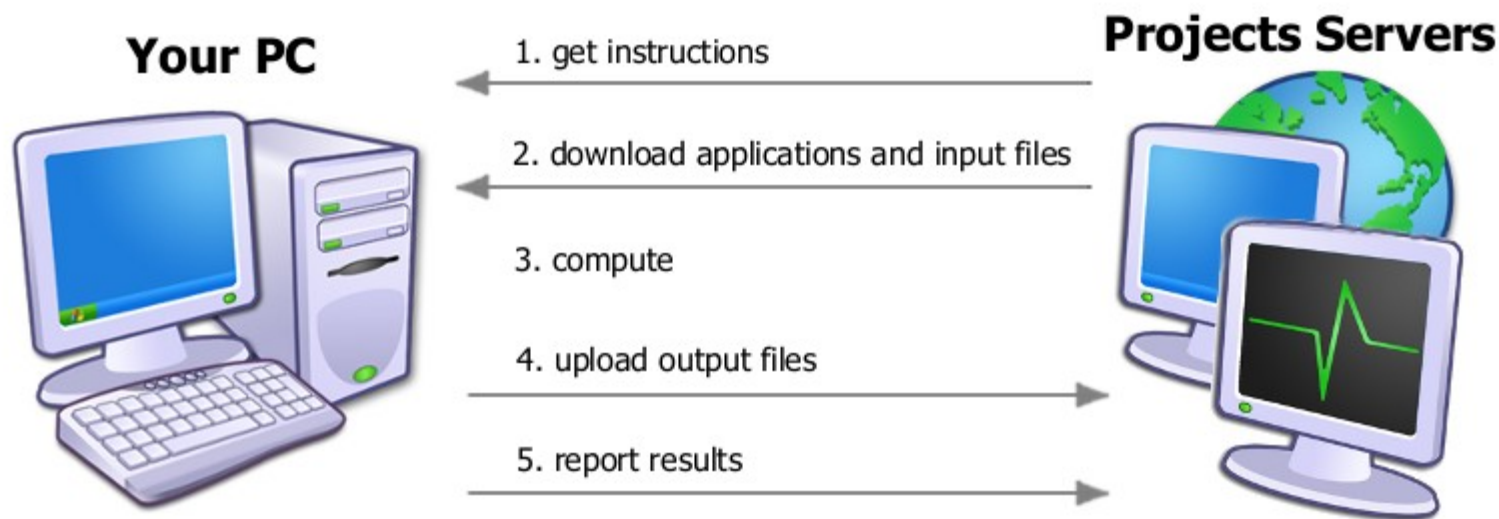 Your PC
Projects Servers
1. get instructions
2. download applications and input files
3. compute
4. upload output files
5. report results